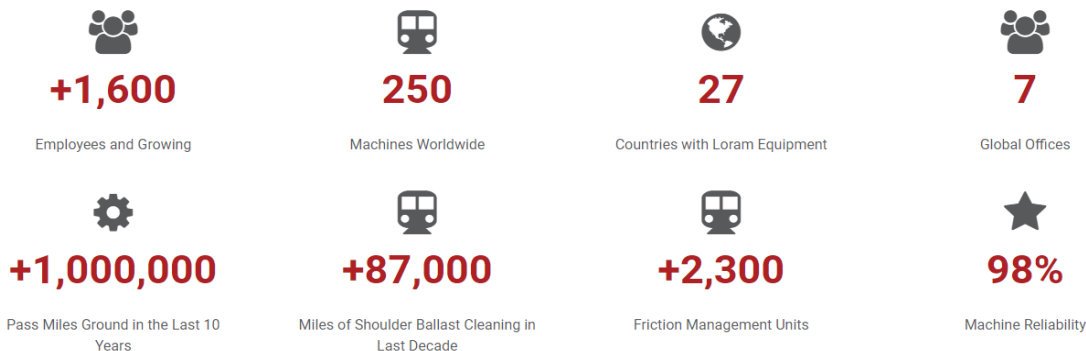 +1,600
250
27
7
Employees and Growing
Machines Worldwide
Countries with Loram Equipment
Global Offices
+1,000,000
+87,000
+2,300
98%
Pass Miles Ground in the Last 10
Years
Miles of Shoulder Ballast Cleaning in
Last Decade
Friction Management Units
Machine Reliability